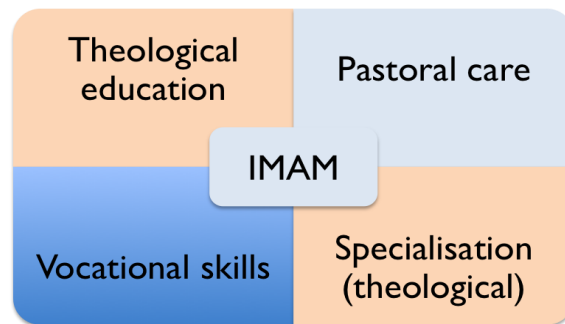 Theological
education
Pastoral care
IMAM
Vocational skills
Specialisation
(theological)